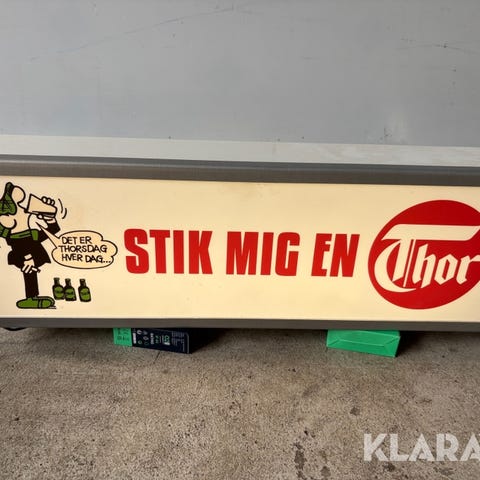 DET ER
THORSDAG
HVER DAG...
STIK MIG EN
Thor
KLARA